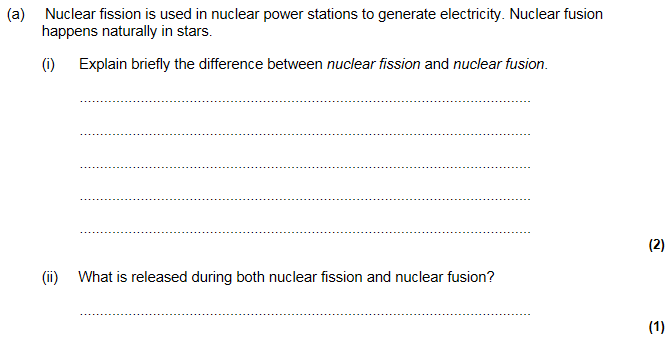 (a) Nuclear fission is used in nuclear power stations to generate electricity. Nuclear fusion
happens naturally in stars.
(i) Explain briefly the difference between nuclear fission and nuclear fusion.
(2)
(ii) What is released during both nuclear fission and nuclear fusion?
(1)